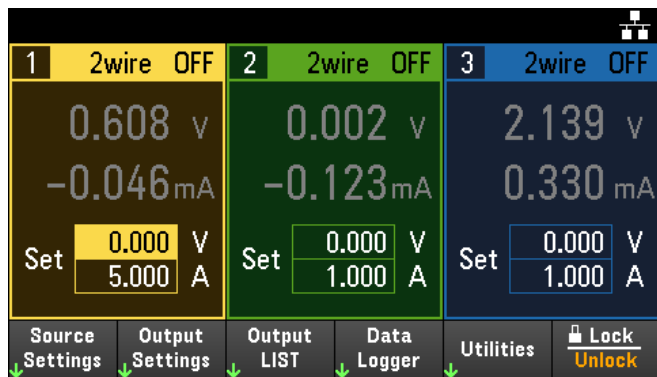 1 2wire OFF
0.608 V
-0.046 mA
Set 0.000 V
5.000 A
2 2wire OFF
0.002 V
-0.123 mA
Set 0.000 V
1.000 A
3 2wire OFF
2.139 V
0.330 mA
Set 0.000 V
1.000 A
Source
Settings
Output
Settings
Output
LIST
Data
Logger
Utilities
Lock
Unlock